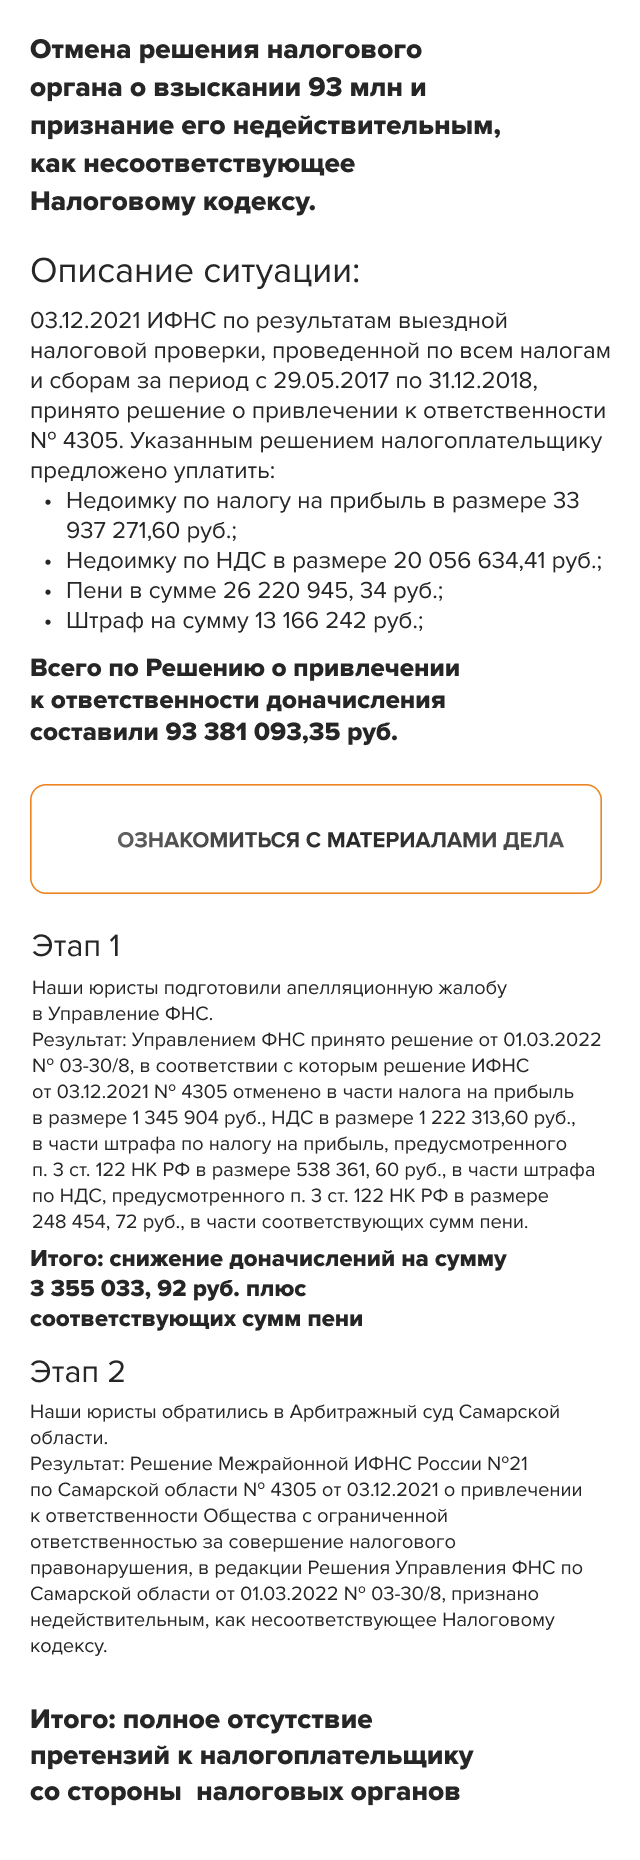 Отмена решения налогового
органа о взыскании 93 млн и
признание его недействительным,
как несоответствующее
Налоговому кодексу.
Описание ситуации:
03.12.2021 ИФНС по результатам выездной
налоговой проверки, проведенной по всем налогам
и сборам за период с 29.05.2017 по 31.12.2018,
принято решение о привлечении к ответственности
№ 4305. Указанным решением налогоплательщику
предложено уплатить:
• Недоимку по налогу на прибыль в размере 33
937 271,60 руб.;
• Недоимку по НДС в размере 20 056 634,41 руб.;
• Пени в сумме 26 220 945, 34 руб.;
• Штраф на сумму 13 166 242 руб.;
Всего по Решению о привлечении
к ответственности доначисления
составили 93 381 093,35 руб.
ОЗНАКОМИТЬСЯ С МАТЕРИАЛАМИ ДЕЛА
Этап 1
Наши юристы подготовили апелляционную жалобу
в Управление ФНС.
Результат: Управлением ФНС принято решение от 01.03.2022
№ 03-30/8, в соответствии с которым решение ИФНС
от 03.12.2021 № 4305 отменено в части налога на прибыль
в размере 1 345 904 руб., НДС в размере 1 222 313,60 руб.,
в части штрафа по налогу на прибыль, предусмотренного
п. 3 ст. 122 НК РФ в размере 538 361, 60 руб., в части штрафа
по НДС, предусмотренного п. 3 ст. 122 НК РФ в размере
248 454, 72 руб., в части соответствующих сумм пени.
Итого: снижение доначислений на сумму
3 355 033, 92 руб. плюс
соответствующих сумм пени
Этап 2
Наши юристы обратились в Арбитражный суд Самарской
области.
Результат: Решение Межрайонной ИФНС России №21
по Самарской области № 4305 от 03.12.2021 о привлечении
к ответственности Общества с ограниченной
ответственностью за совершение налогового
правонарушения, в редакции Решения Управления ФНС по
Самарской области от 01.03.2022 № 03-30/8, признано
недействительным, как несоответствующее Налоговому
кодексу.
Итого: полное отсутствие
претензий к налогоплательщику
со стороны  налоговых органов